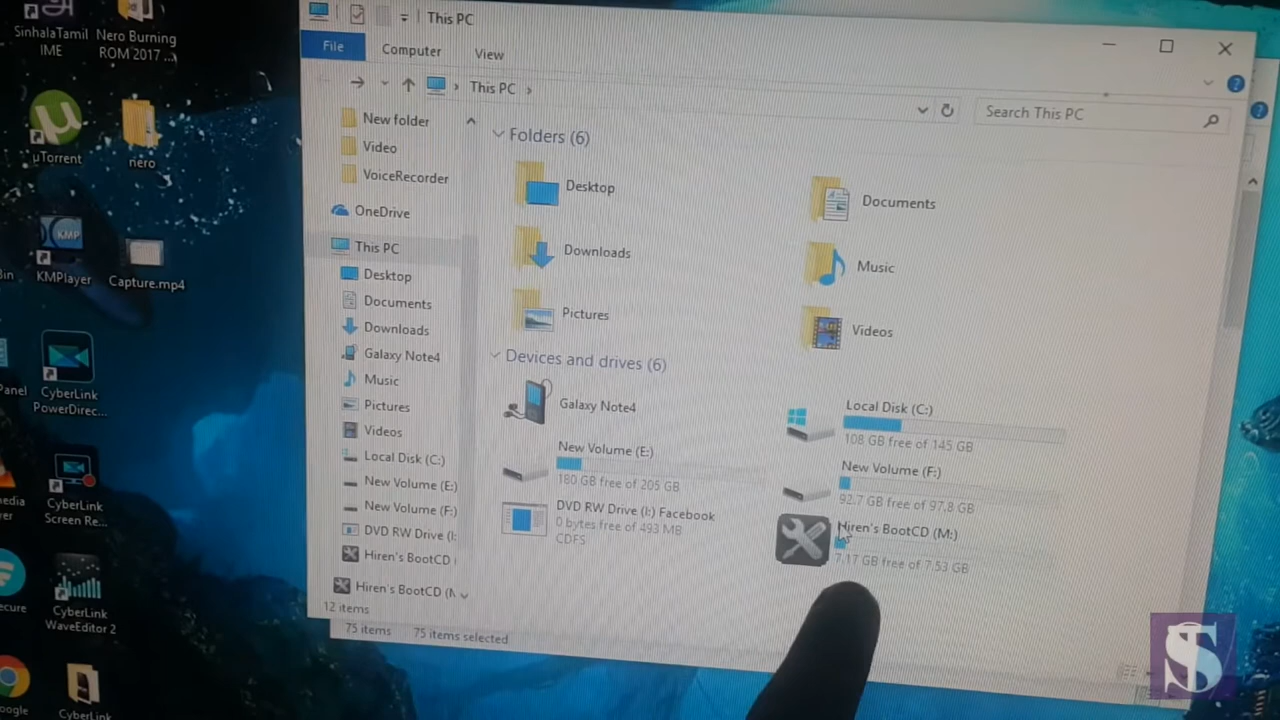 SinhalaTamil
IME
Nero Burning
ROM 2017 ...
µTorrent
nero
KMP
KMPlayer
Capture.mp4
Bin
Panel
CyberLink
PowerDirec...
CyberLink
Screen Re...
CyberLink
WaveEditor 2
CyberLink
This PC
File
Computer
View
This PC
Search This PC
New folder
Video
VoiceRecorder
OneDrive
This PC
Desktop
Documents
Downloads
Galaxy Note4
Music
Pictures
Videos
Local Disk (C:)
New Volume (E:)
New Volume (F:)
DVD RW Drive (I:
Hiren's BootCD (
Hiren's BootCD (M
Folders (6)
Desktop
Documents
Downloads
Music
Pictures
Videos
Devices and drives (6)
Galaxy Note4
Local Disk (C:)
108 GB free of 145 GB
New Volume (E:)
180 GB free of 205 GB
New Volume (F:)
92.7 GB free of 97.8 GB
DVD RW Drive (I:) Facebook
0 bytes free of 493 MB
CDFS
Hiren's BootCD (M:)
7.17 GB free of 7.53 GB
12 items
75 items
75 items selected